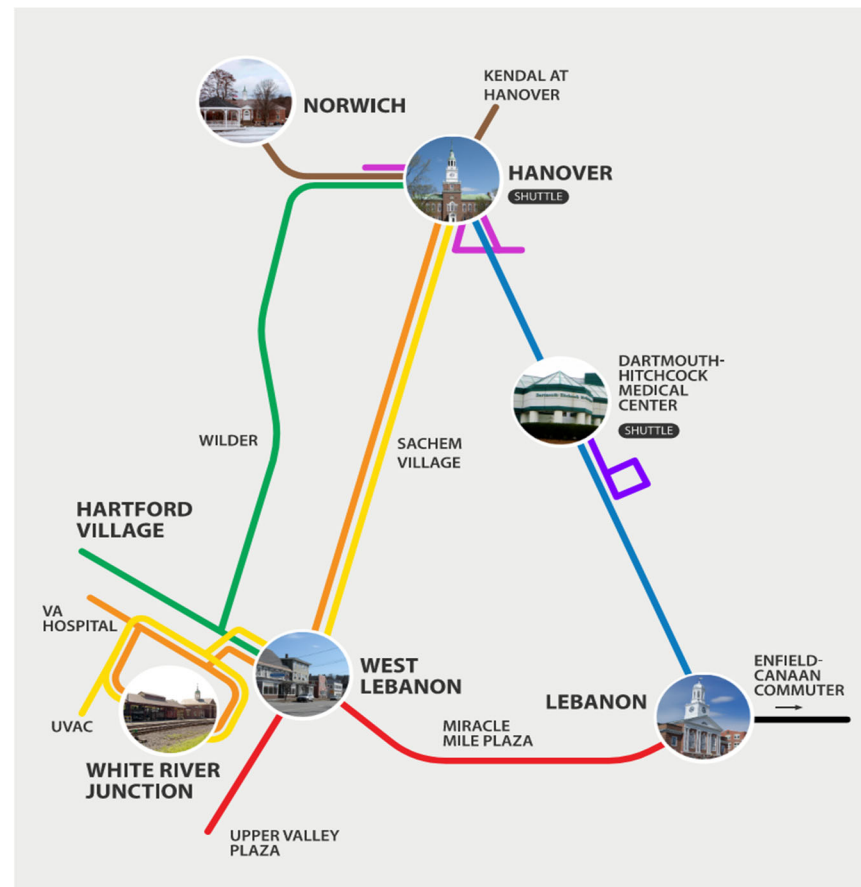 KENDAL AT
HANOVER
NORWICH
HANOVER
SHUTTLE
DARTMOUTH-
HITCHCOCK
MEDICAL
CENTER
SHUTTLE
WILDER
SACHEM
VILLAGE
HARTFORD
VILLAGE
VA
HOSPITAL
WEST
LEBANON
ENFIELD-
CANAAN
COMMUTER
LEBANON
UVAC
MIRACLE
MILE PLAZA
WHITE RIVER
JUNCTION
UPPER VALLEY
PLAZA